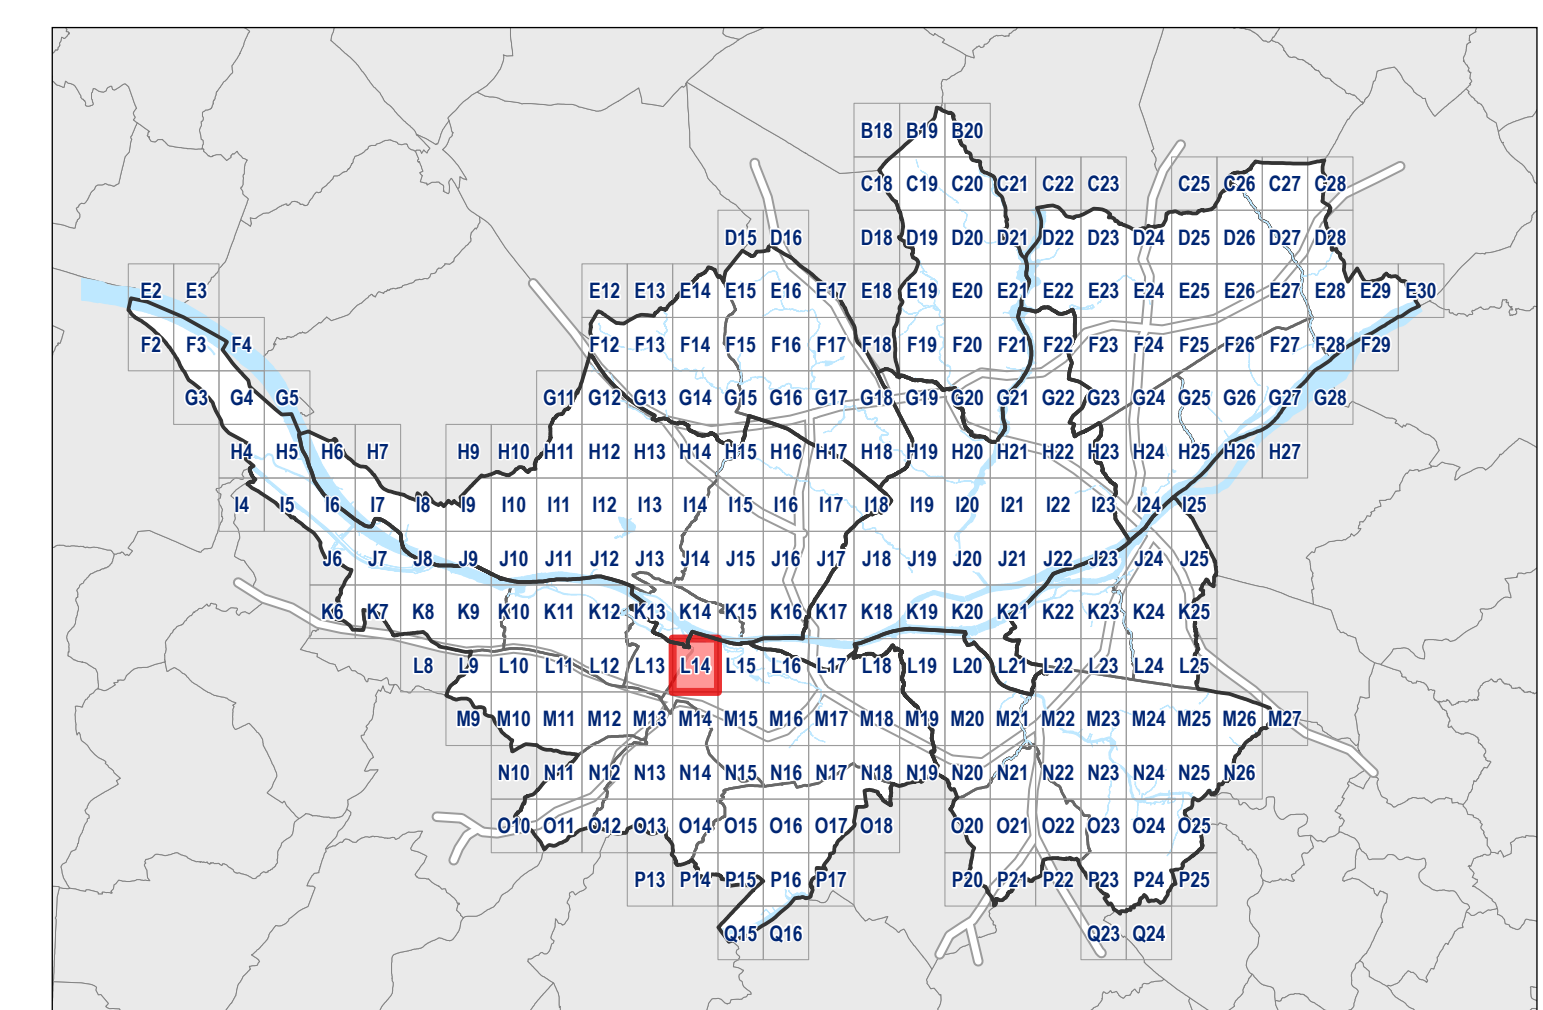 B18 B19 B20
C18 C19 C20 C21 C22 C23 C25 C26 C27 C28
D15 D16 D18 D19 D20 D21 D22 D23 D24 D25 D26 D27 D28
E2 E3 E12 E13 E14 E15 E16 E17 E18 E19 E20 E21 E22 E23 E24 E25 E26 E27 E28 E29 E30
F2 F3 F4 F12 F13 F14 F15 F16 F17 F18 F19 F20 F21 F22 F23 F24 F25 F26 F27 F28 F29
G3 G4 G5 G11 G12 G13 G14 G15 G16 G17 G18 G19 G20 G21 G22 G23 G24 G25 G26 G27 G28
H4 H5 H6 H7 H9 H10 H11 H12 H13 H14 H15 H16 H17 H18 H19 H20 H21 H22 H23 H24 H25 H26 H27
I4 I5 I6 I7 I8 I9 I10 I11 I12 I13 I14 I15 I16 I17 I18 I19 I20 I21 I22 I23 I24 I25
J6 J7 J8 J9 J10 J11 J12 J13 J14 J15 J16 J17 J18 J19 J20 J21 J22 J23 J24 J25
K6 K7 K8 K9 K10 K11 K12 K13 K14 K15 K16 K17 K18 K19 K20 K21 K22 K23 K24 K25
L8 L9 L10 L11 L12 L13 L14 L15 L16 L17 L18 L19 L20 L21 L22 L23 L24 L25
M9 M10 M11 M12 M13 M14 M15 M16 M17 M18 M19 M20 M21 M22 M23 M24 M25 M26 M27
N10 N11 N12 N13 N14 N15 N16 N17 N18 N19 N20 N21 N22 N23 N24 N25 N26
O10 O11 O12 O13 O14 O15 O16 O17 O18 O20 O21 O22 O23 O24 O25
P13 P14 P15 P16 P17 P20 P21 P22 P23 P24 P25
Q15 Q16 Q23 Q24